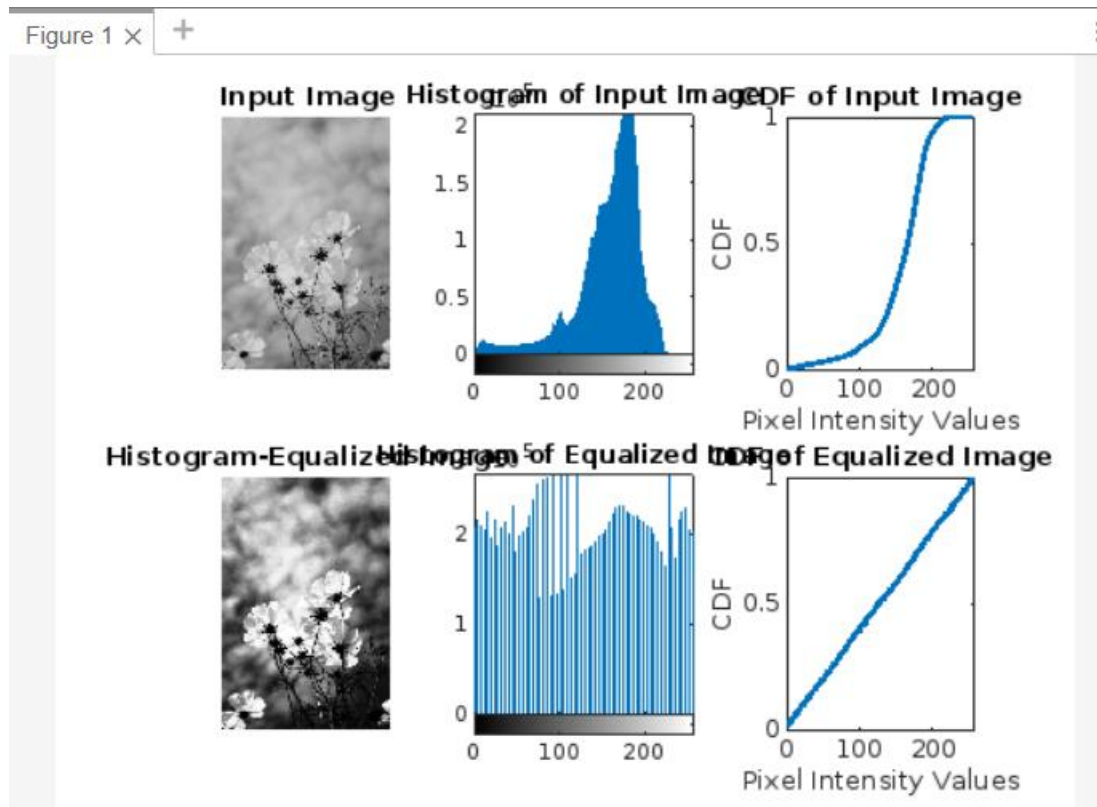 Figure 1
Input Image
Histogram of Input Image
CDF of Input Image
2
1.5
1
0.5
0
0 100 200
1
0.5
0
CDF
0 100 200
Pixel Intensity Values
Histogram-Equalized Image
Histogram of Equalized Image
CDF of Equalized Image
2
1
0
0 100 200
1
0.5
0
CDF
0 100 200
Pixel Intensity Values